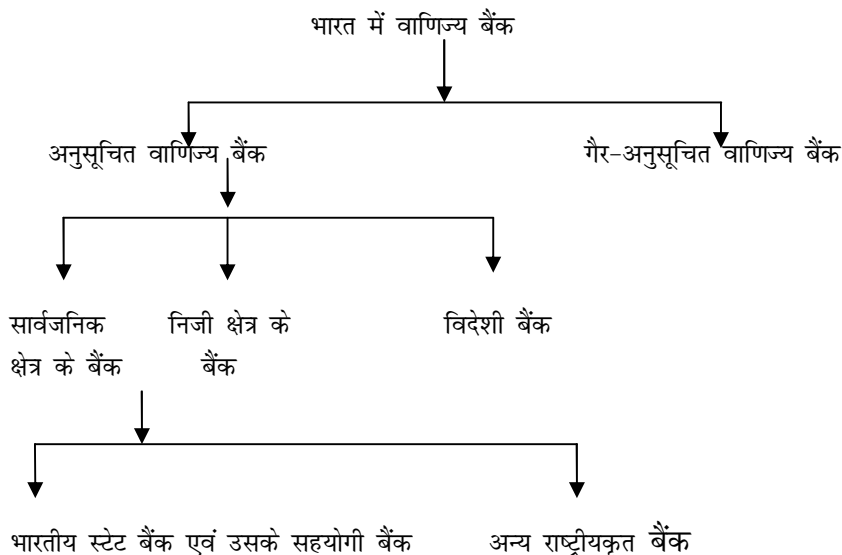 भारत में वाणिज्य बैंक
अनुसूचित वाणिज्य बैंक
गैर-अनुसूचित वाणिज्य बैंक
सार्वजनिक
क्षेत्र के बैंक
निजी क्षेत्र के
बैंक
विदेशी बैंक
भारतीय स्टेट बैंक एवं उसके सहयोगी बैंक
अन्य राष्ट्रीयकृत बैंक